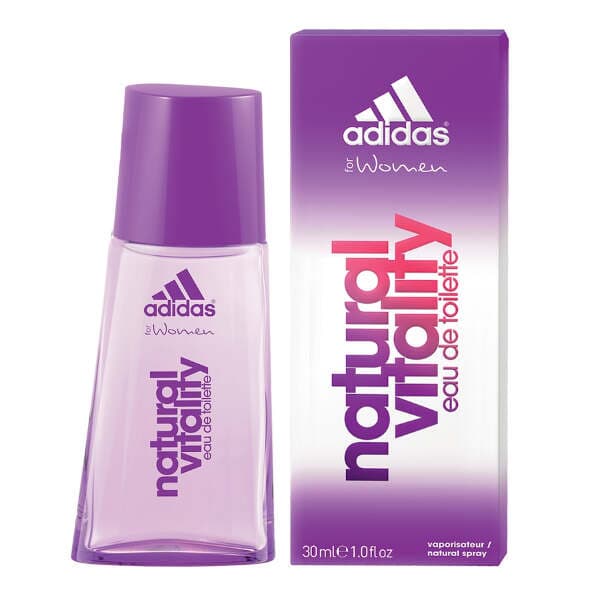 adidas
for Women
natural
vitality
eau de toilette
adidas®
for Women
natural
vitality
eau de toilette
30ml℮1.0fl.oz
vaporisateur /
natural spray